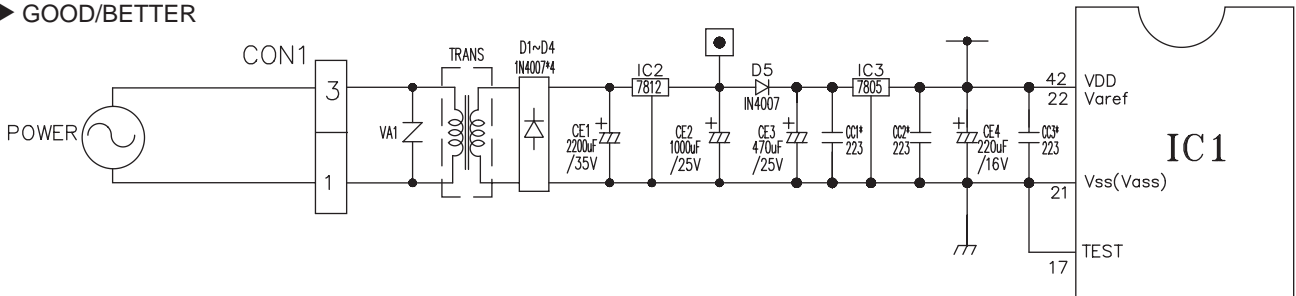 ▶ GOOD/BETTER
CON1
3
1
POWER
VA1
TRANS
D1~D4
1N4007*4
CE1
2200uF
/35V
IC2
7812
CE2
1000uF
/25V
D5
IN4007
CE3
470uF
/25V
CC1*
223
IC3
7805
CC2*
223
CE4
220uF
/16V
CC3*
223
42 VDD
22 Varef
IC1
21 Vss(Vass)
17 TEST